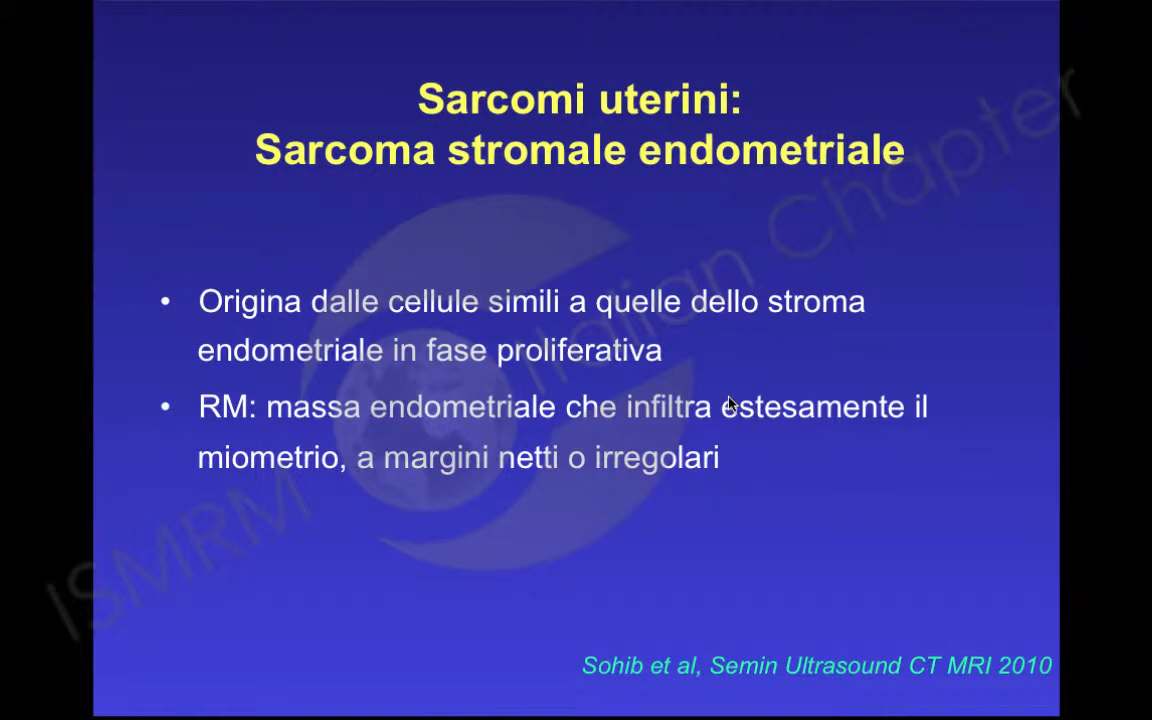 Sarcomi uterini:
Sarcoma stromale endometriale
• Origina dalle cellule simili a quelle dello stroma
endometriale in fase proliferativa
• RM: massa endometriale che infiltra estesamente il
miometrio, a margini netti o irregolari
Sohib et al, Semin Ultrasound CT MRI 2010
ISMRM Italian Chapter